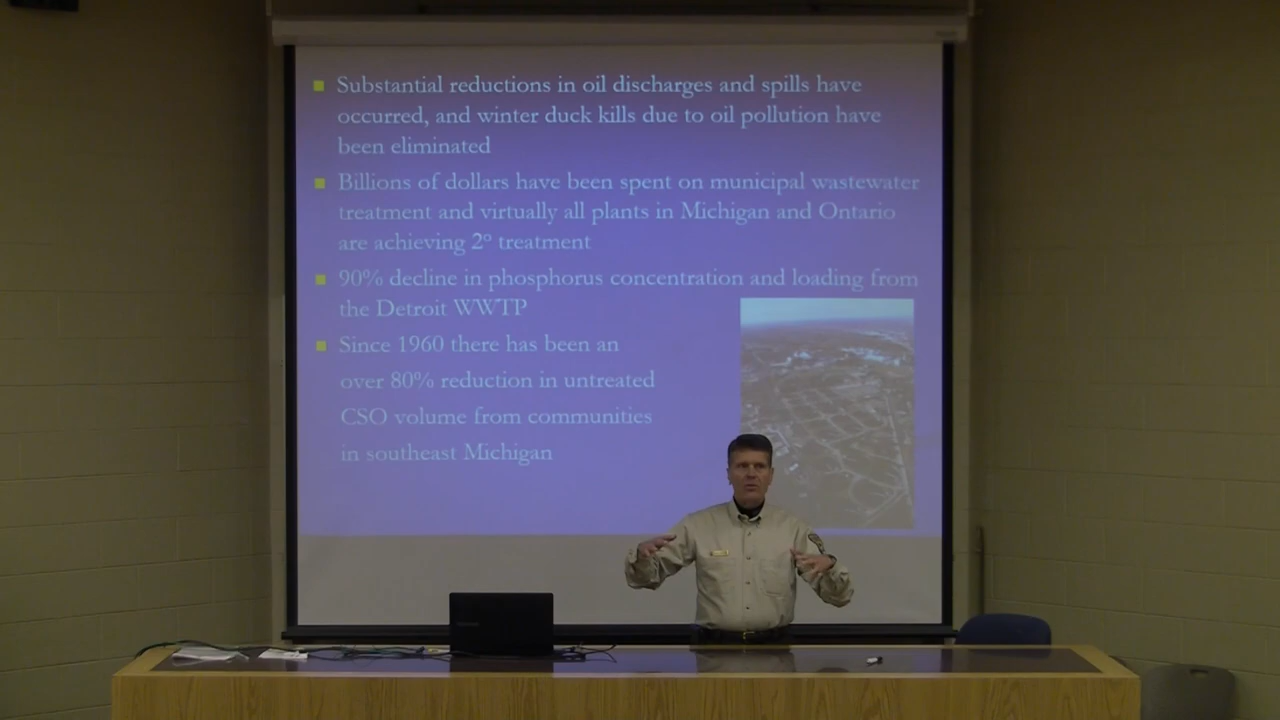 Substantial reductions in oil discharges and spills have
occurred, and winter duck kills due to oil pollution have
been eliminated
Billions of dollars have been spent on municipal wastewater
treatment and virtually all plants in Michigan and Ontario
are achieving 2º treatment
90% decline in phosphorus concentration and loading from
the Detroit WWTP
Since 1960 there has been an
over 80% reduction in untreated
CSO volume from communities
in southeast Michigan